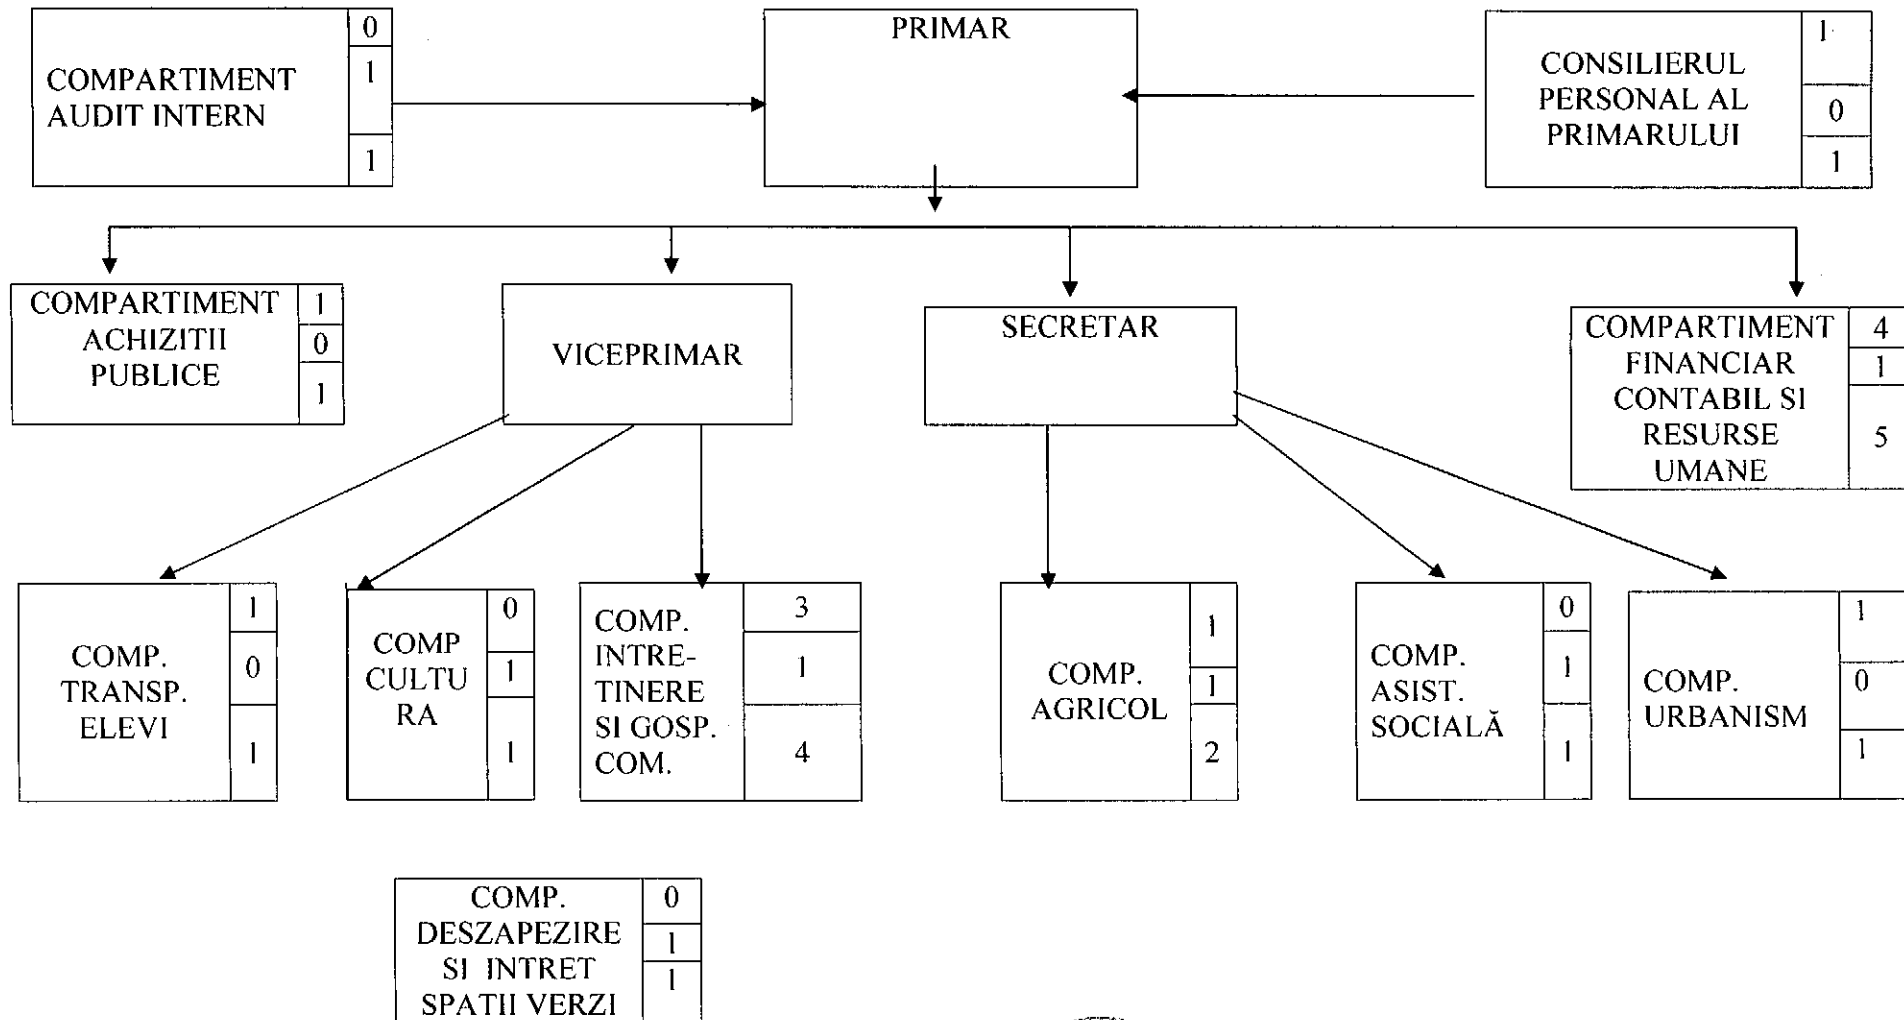 COMPARTIMENT
AUDIT INTERN
0
1
1
PRIMAR
CONSILIERUL
PERSONAL AL
PRIMARULUI
1
0
1
COMPARTIMENT
ACHIZITII
PUBLICE
1
0
1
VICEPRIMAR
SECRETAR
COMPARTIMENT
FINANCIAR
CONTABIL SI
RESURSE
UMANE
4
1
5
COMP.
TRANSP.
ELEVI
1
0
1
COMP
CULTU
RA
0
1
1
COMP.
INTRE-
TINERE
SI GOSP.
COM.
3
1
4
COMP.
AGRICOL
1
1
2
COMP.
ASIST.
SOCIALĂ
0
1
1
COMP.
URBANISM
1
0
1
COMP.
DESZAPEZIRE
SI INTRET
SPATII VERZI
0
1
1